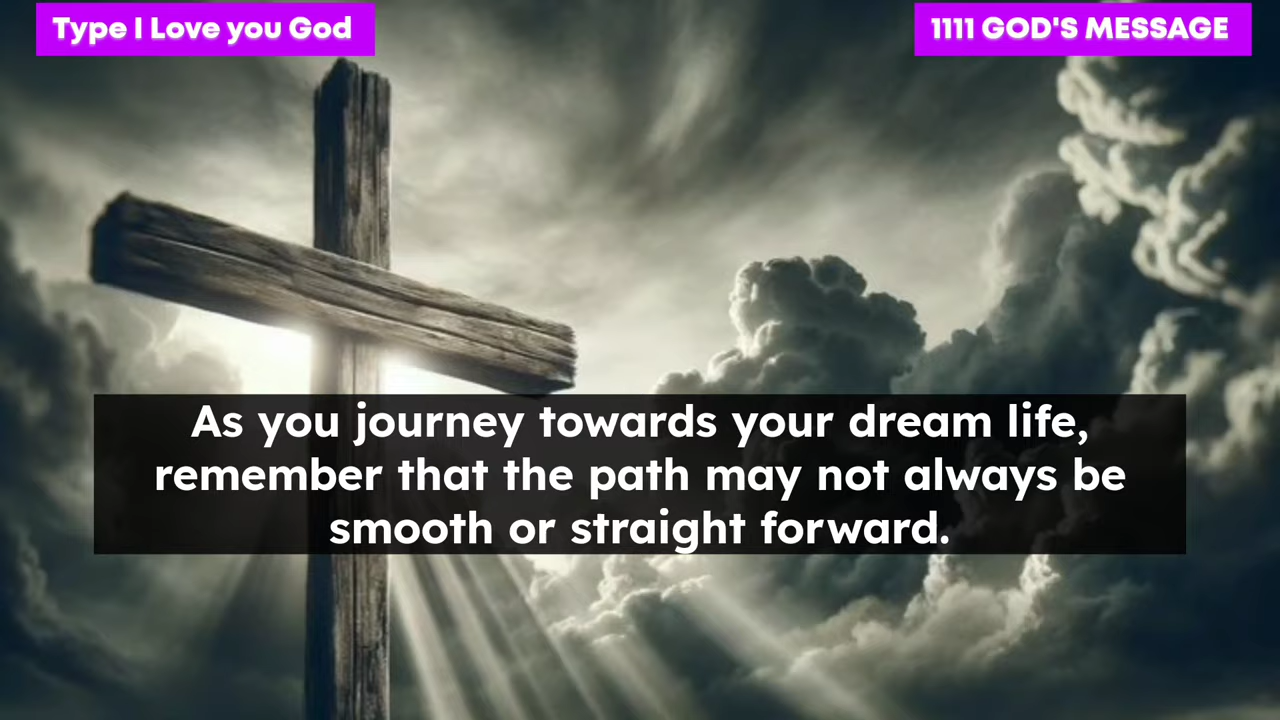 Type I Love you God
1111 GOD'S MESSAGE
As you journey towards your dream life,
remember that the path may not always be
smooth or straight forward.